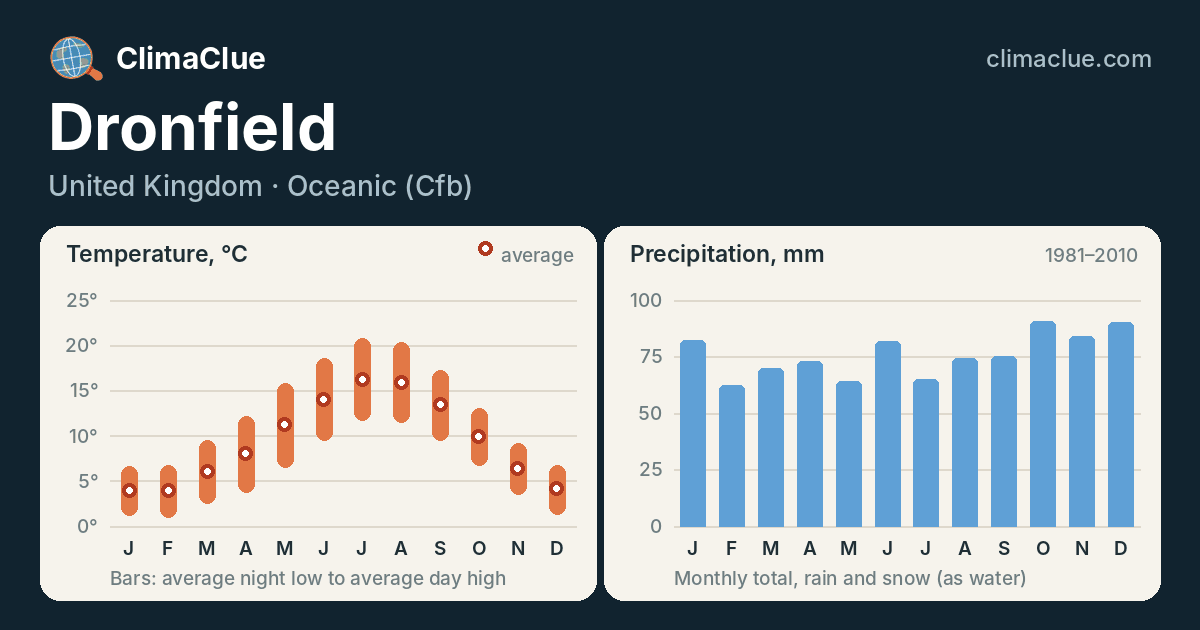 ClimaClue
climaclue.com
Dronfield
United Kingdom · Oceanic (Cfb)
Temperature, °C
average
25°
20°
15°
10°
5°
0°
J F M A M J J A S O N D
Bars: average night low to average day high
Precipitation, mm
1981–2010
100
75
50
25
0
J F M A M J J A S O N D
Monthly total, rain and snow (as water)